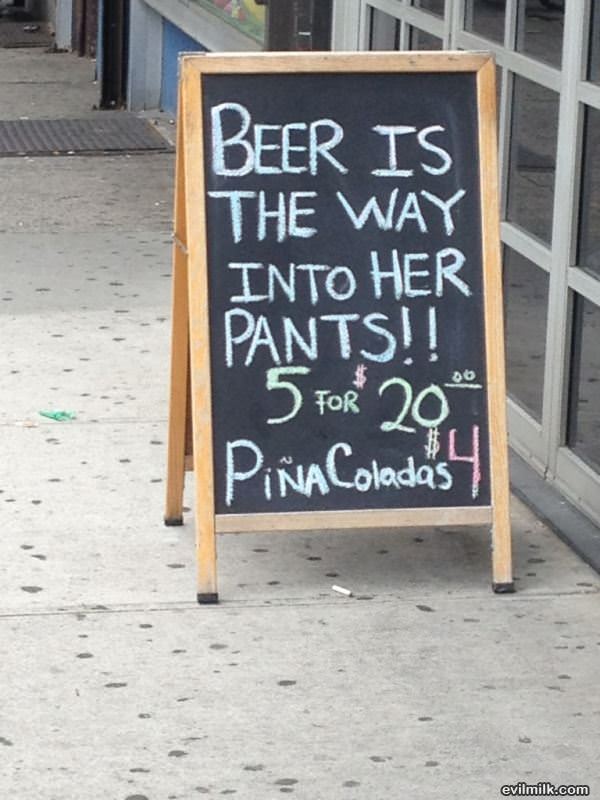 BEER IS
THE WAY
INTO HER
PANTS!!
5 FOR $20.00
PIÑA Coladas $4
evilmilk.com